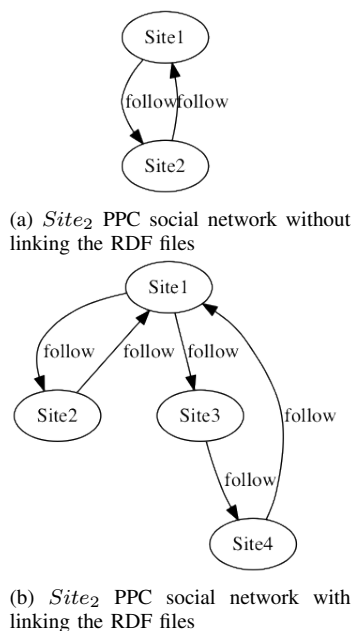 Site1
follow follow
Site2
(a) Site2 PPC social network without
linking the RDF files
Site1
follow follow follow
Site2 Site3
follow
follow
Site4
(b) Site2 PPC social network with
linking the RDF files